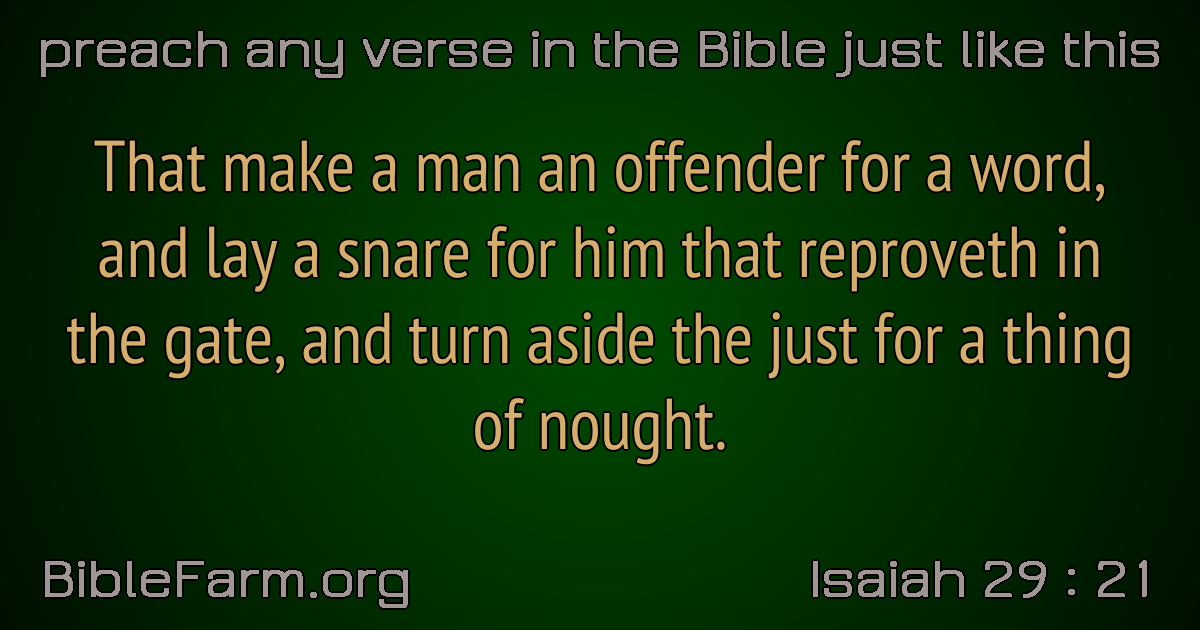 preach any verse in the Bible just like this
That make a man an offender for a word,
and lay a snare for him that reproveth in
the gate, and turn aside the just for a thing
of nought.
BibleFarm.org
Isaiah 29 : 21